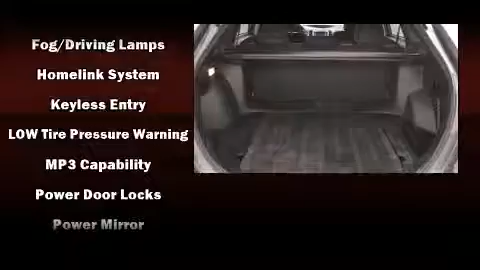 Fog/Driving Lamps
Homelink System
Keyless Entry
LOW Tire Pressure Warning
MP3 Capability
Power Door Locks
Power Mirror